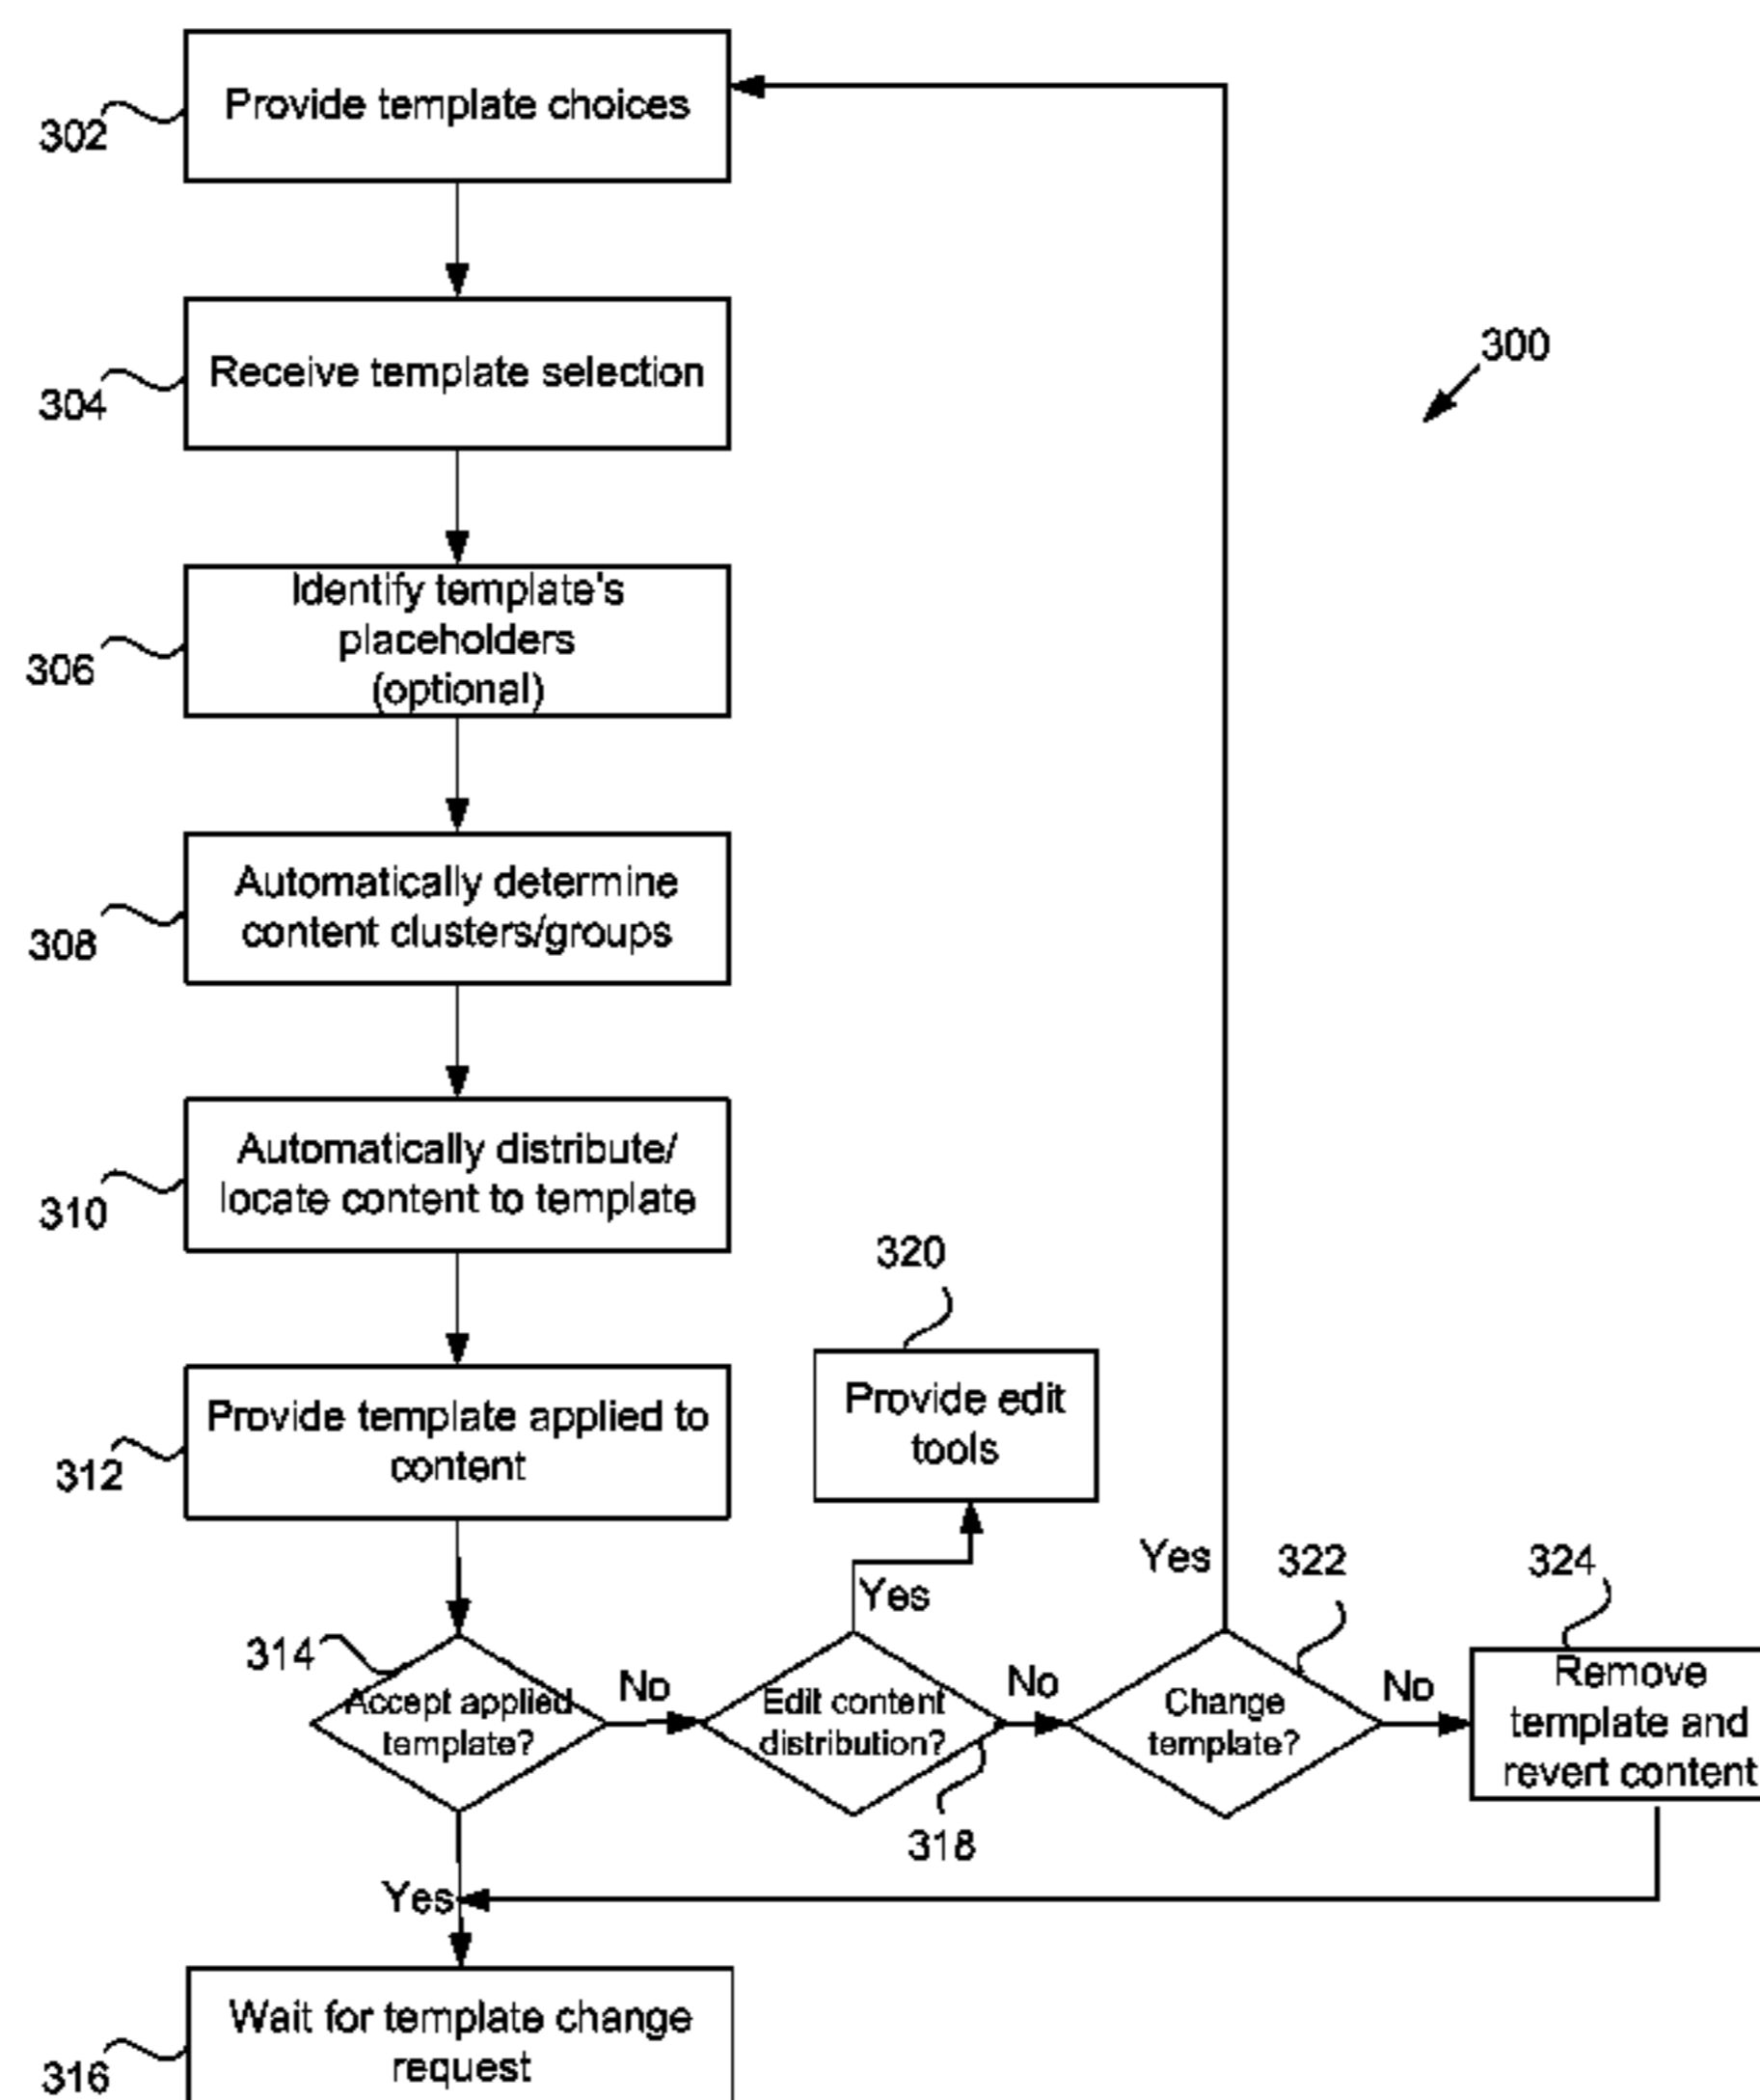 Provide template choices
302
300
Receive template selection
304
Identify template's
placeholders
(optional)
306
Automatically determine
content clusters/groups
308
Automatically distribute/
locate content to template
310
320
Provide edit
tools
Provide template applied to
content
312
Yes
Yes
322
324
314
Accept applied
template?
No
Edit content
distribution?
No
Change
template?
No
Remove
template and
revert content
318
Yes
Wait for template change
request
316